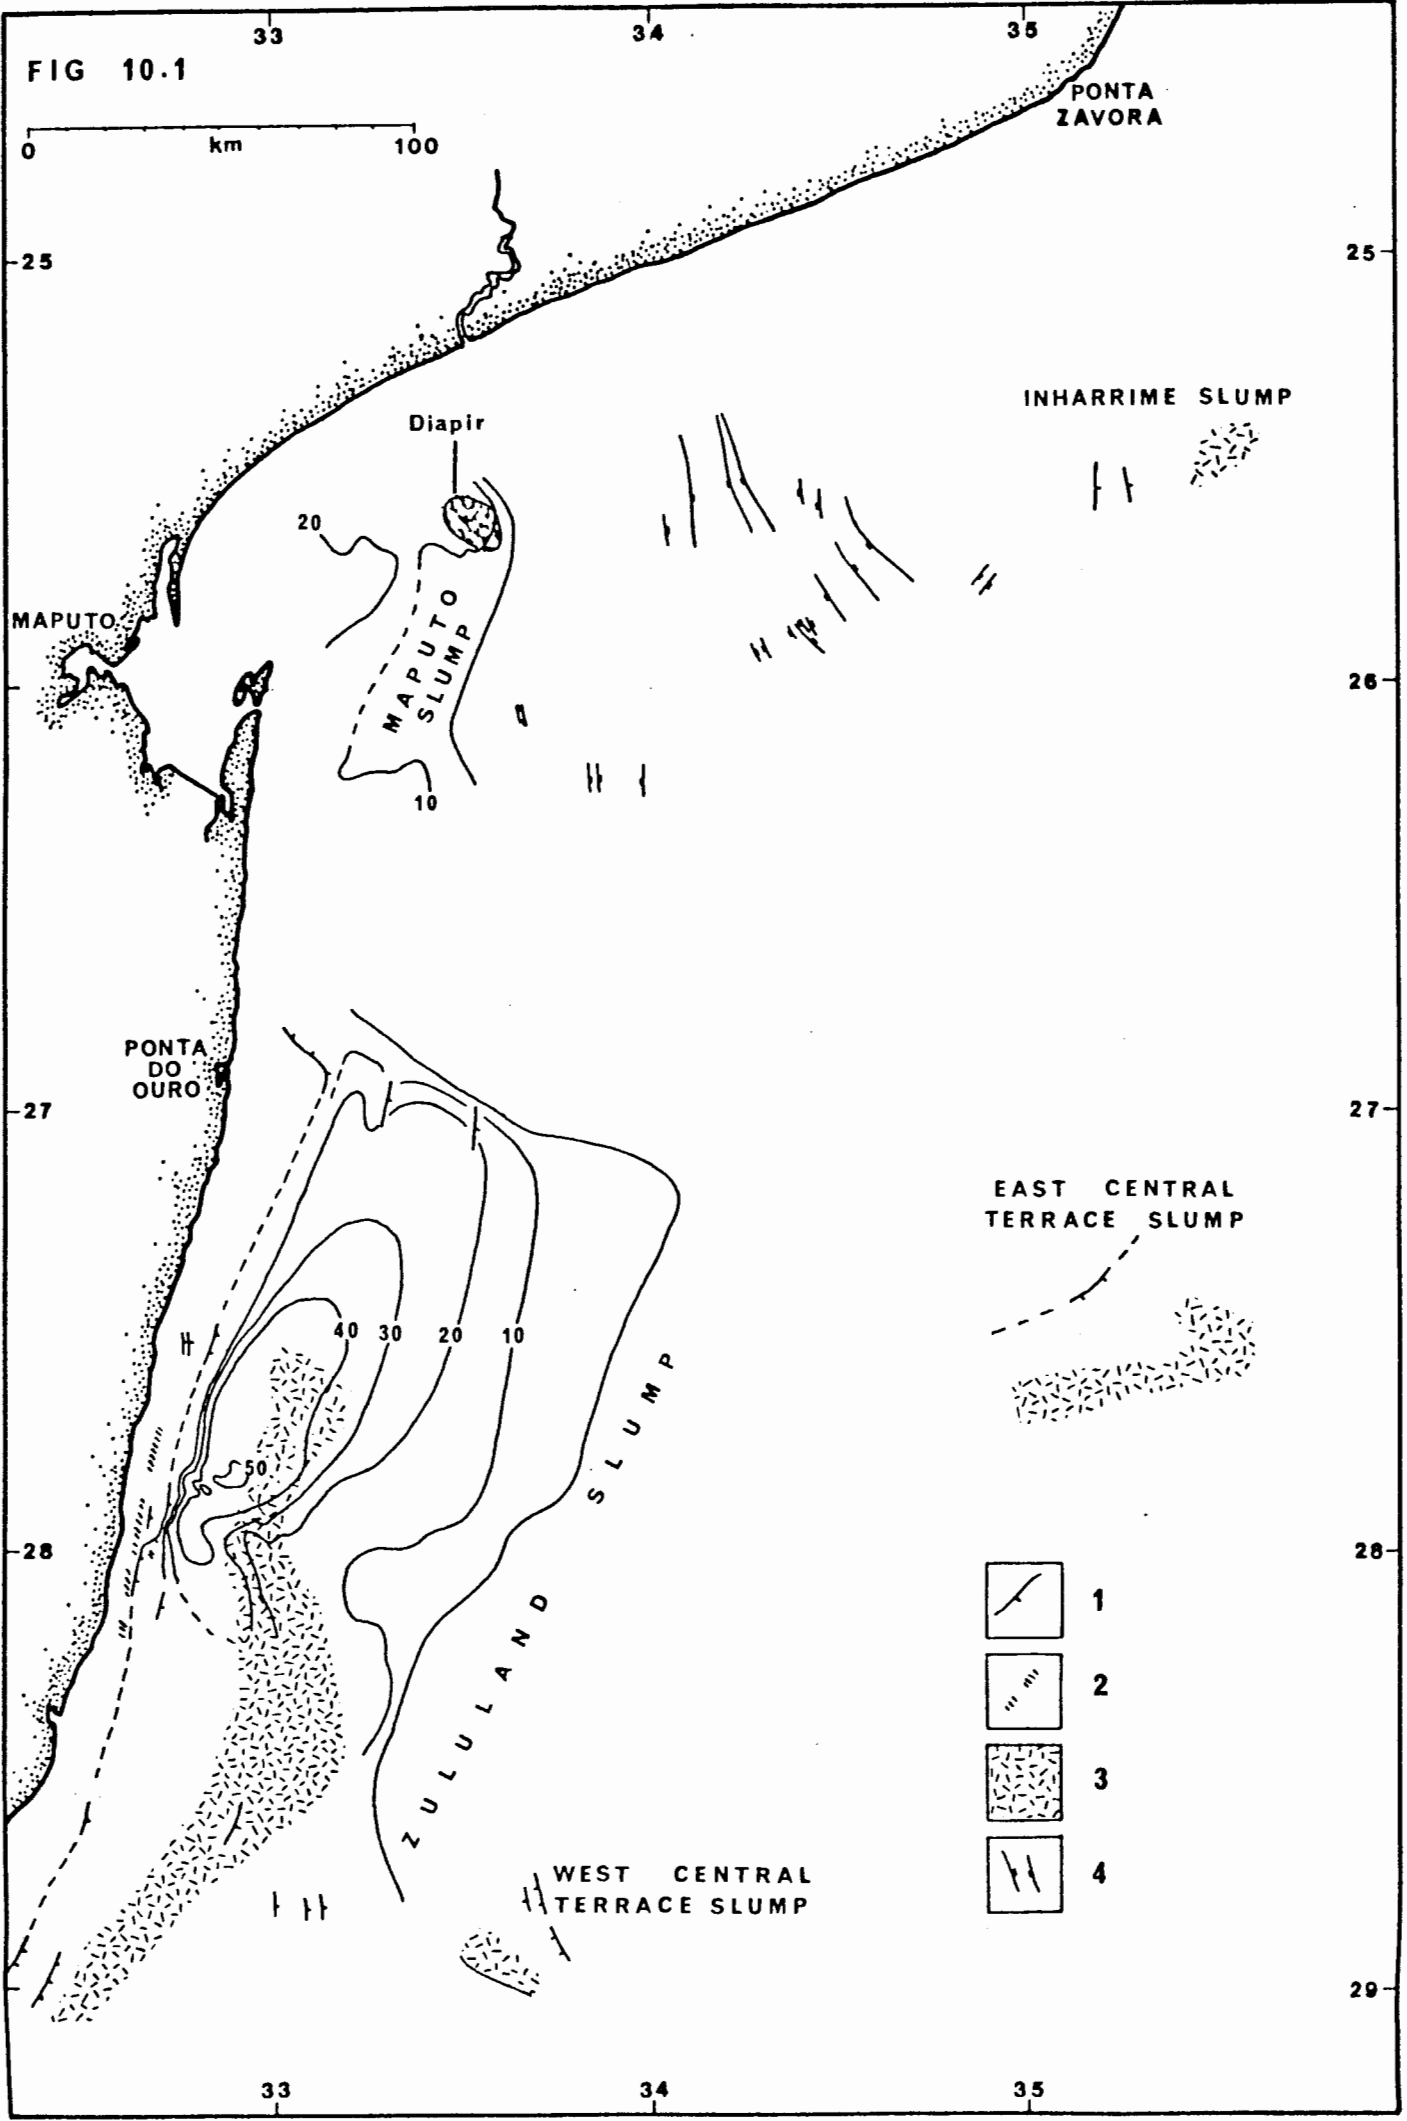 33
34
35
FIG 10.1
0 km 100
PONTA
ZAVORA
25
25
INHARRIME SLUMP
Diapir
20
MAPUTO
MAPUTO
SLUMP
26
10
PONTA
DO
OURO
27
27
EAST CENTRAL
TERRACE SLUMP
40
30
20
10
50
ZULULAND SLUMP
28
28
1
2
3
4
WEST CENTRAL
TERRACE SLUMP
29
33
34
35